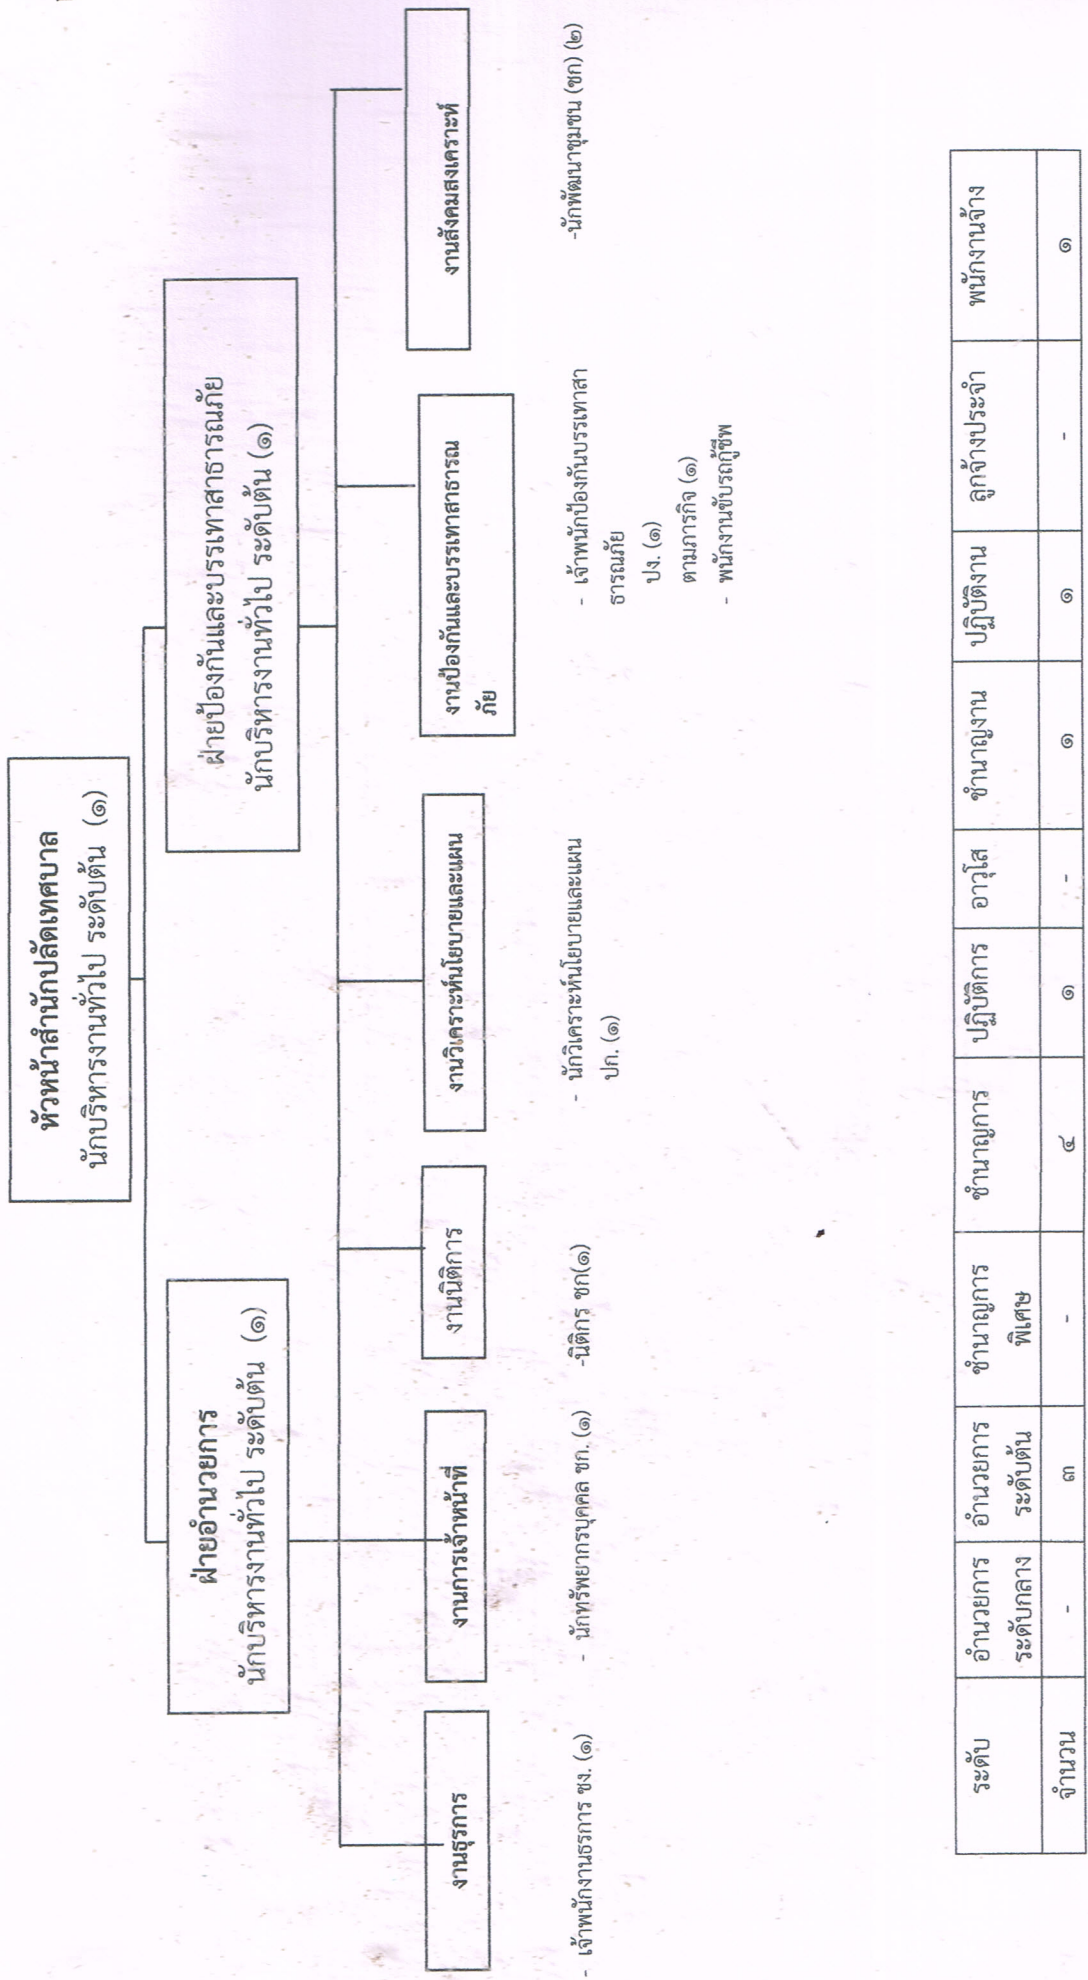 หัวหน้าสำนักปลัดเทศบาล
นักบริหารงานทั่วไป ระดับต้น (๑)
ฝ่ายอำนวยการ
นักบริหารงานทั่วไป ระดับต้น (๑)
ฝ่ายป้องกันและบรรเทาสาธารณภัย
นักบริหารงานทั่วไป ระดับต้น (๑)
งานธุรการ
งานการเจ้าหน้าที่
งานนิติการ
งานวิเคราะห์นโยบายและแผน
งานป้องกันและบรรเทาสาธารณ
ภัย
งานสังคมสงเคราะห์
- เจ้าพนักงานธุรการ ชง. (๑)
- นักทรัพยากรบุคคล ชก. (๑)
-นิติกร ชก(๑)
- นักวิเคราะห์นโยบายและแผน
ปก. (๑)
- เจ้าพนักป้องกันบรรเทาสา
ธารณภัย
ปง. (๑)
ตามภารกิจ (๑)
- พนักงานขับรถกู้ชีพ
-นักพัฒนาชุมชน (ชก) (๒)
ระดับ อำนวยการ อำนวยการ ชำนาญการ ชำนาญการ ปฏิบัติการ อาวุโส ชำนาญงาน ปฏิบัติงาน ลูกจ้างประจำ พนักงานจ้าง
ระดับกลาง ระดับต้น พิเศษ
จำนวน - ๓ - ๔ ๑ - ๑ ๑ - ๑